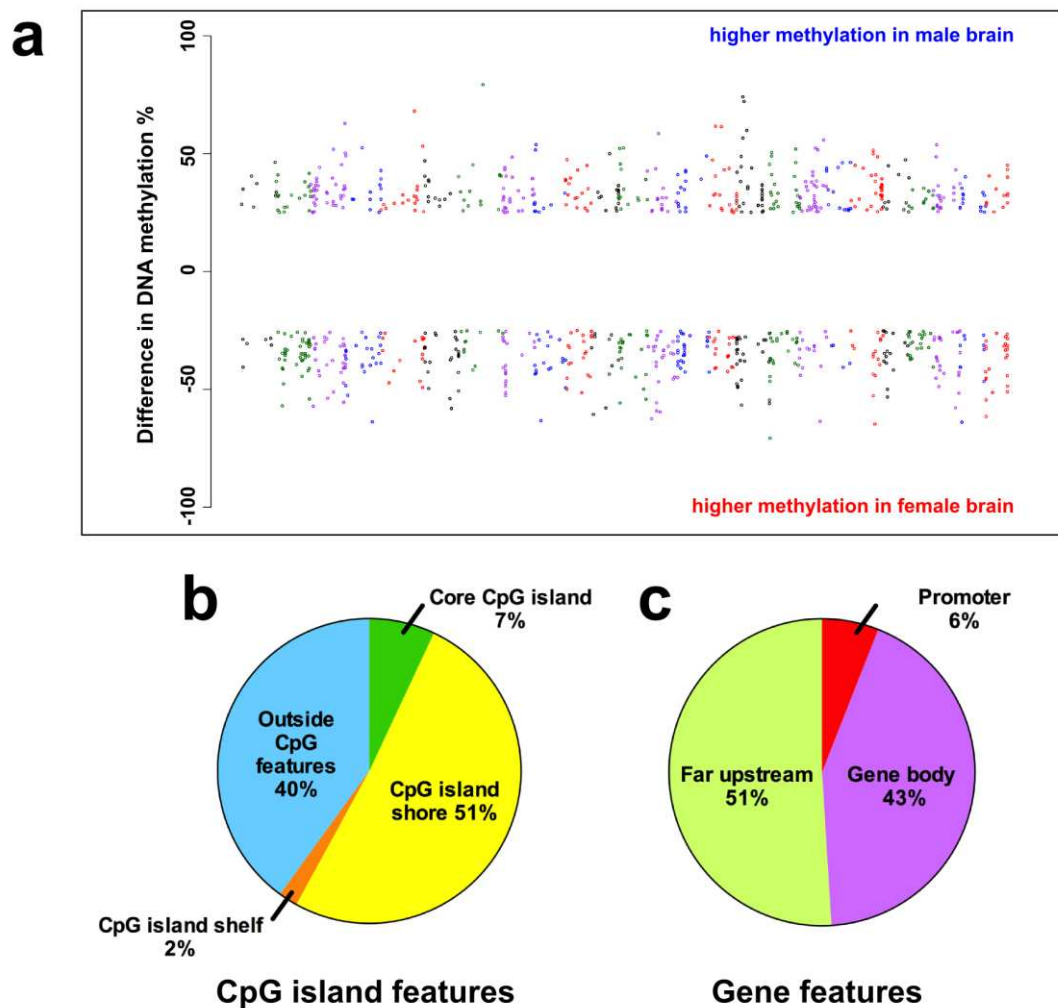 a
higher methylation in male brain
Difference in DNA methylation %
100
50
0
-50
-100
higher methylation in female brain
b
Core CpG island
7%
Outside
CpG
features
40%
CpG island
shore 51%
CpG island shelf
2%
CpG island features
c
Promoter
6%
Far upstream
51%
Gene body
43%
Gene features